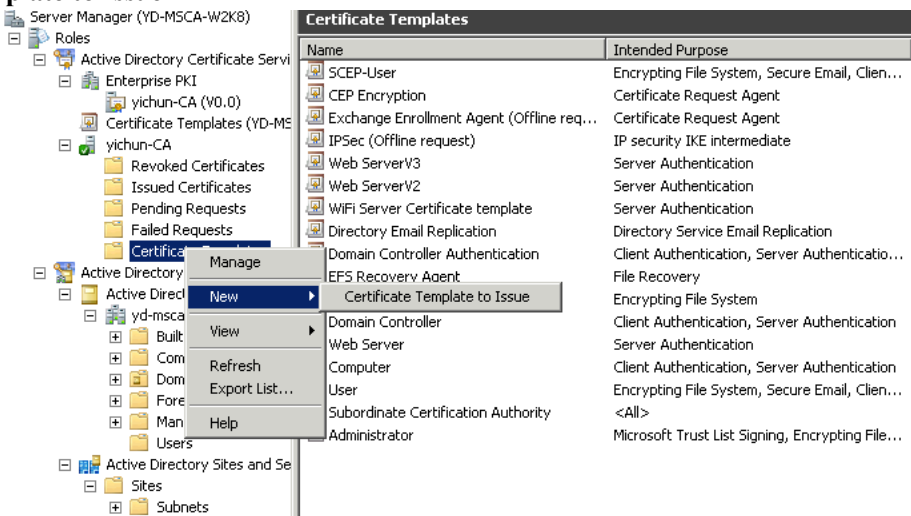 Server Manager (YD-MSCA-W2K8)
Roles
Active Directory Certificate Servi
Enterprise PKI
yichun-CA (V0.0)
Certificate Templates (YD-MS
yichun-CA
Revoked Certificates
Issued Certificates
Pending Requests
Failed Requests
Certifica
Active Directory
Active Direct
yd-msca
Built
Com
Dom
Fore
Man
Users
Active Directory Sites and Se
Sites
Subnets
Manage
New
View
Refresh
Export List...
Help
Certificate Template to Issue
Certificate Templates
Name Intended Purpose
SCEP-User Encrypting File System, Secure Email, Clien...
CEP Encryption Certificate Request Agent
Exchange Enrollment Agent (Offline req... Certificate Request Agent
IPSec (Offline request) IP security IKE intermediate
Web ServerV3 Server Authentication
Web ServerV2 Server Authentication
WiFi Server Certificate template Server Authentication
Directory Email Replication Directory Service Email Replication
Domain Controller Authentication Client Authentication, Server Authenticatio...
EFS Recovery Agent File Recovery
Encrypting File System
Domain Controller Client Authentication, Server Authentication
Web Server Server Authentication
Computer Client Authentication, Server Authentication
User Encrypting File System, Secure Email, Clien...
Subordinate Certification Authority <All>
Administrator Microsoft Trust List Signing, Encrypting File...